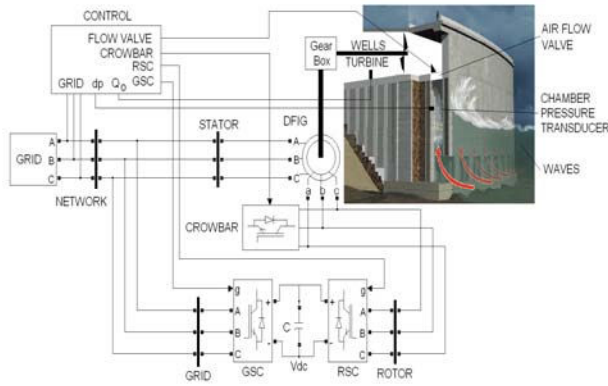 CONTROL
FLOW VALVE
CROWBAR
RSC
GRID dp Q0 GSC
Gear
Box
WELLS
TURBINE
AIR FLOW
VALVE
CHAMBER
PRESSURE
TRANSDUCER
WAVES
STATOR
DFIG
GRID
A
B
C
A
B
C
NETWORK
a b c
CROWBAR
g
A
B
C
+
-
C
Vdc
+
-
g
A
B
C
GRID
GSC
RSC
ROTOR